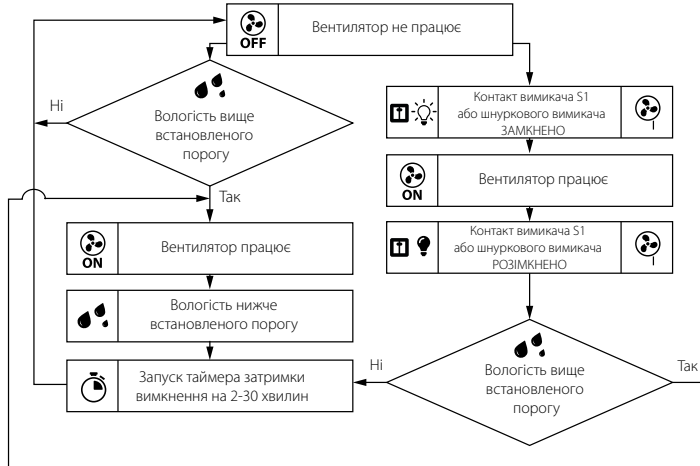 OFF
Вентилятор не працює
Ні
Вологість вище
встановленого
порогу
Так
ON
Вентилятор працює
Вологість нижче
встановленого порогу
Запуск таймера затримки
вимкнення на 2-30 хвилин
Контакт вимикача S1
або шнуркового вимикача
ЗАМКНЕНО
ON
Вентилятор працює
Контакт вимикача S1
або шнуркового вимикача
РОЗІМКНЕНО
Ні
Вологість вище
встановленого
порогу
Так